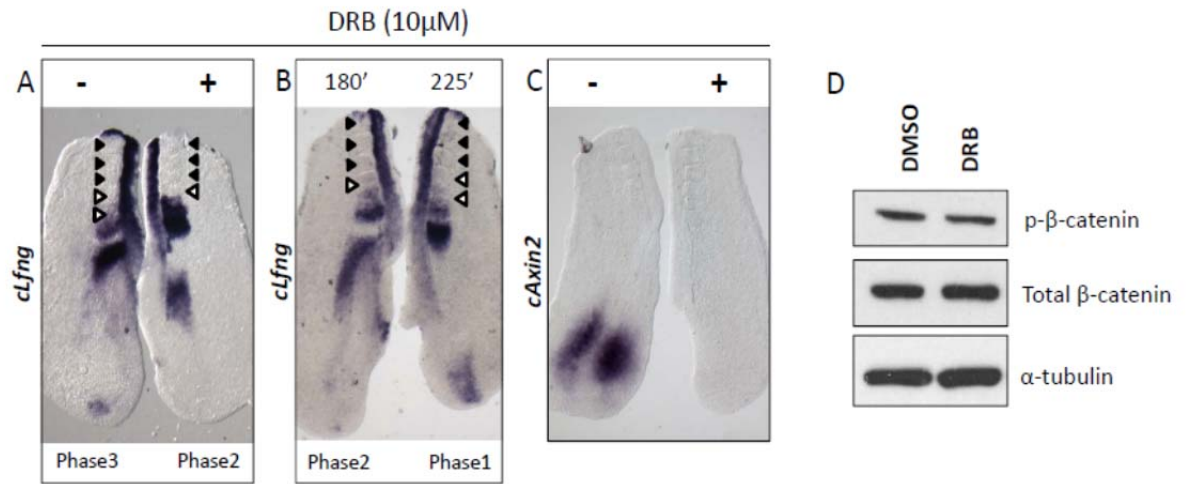 DRB (10μM)
A - +
B 180′ 225′
C - +
D
DMSO
DRB
cLfng
cLfng
cAxin2
p-β-catenin
Total β-catenin
α-tubulin
Phase3 Phase2
Phase2 Phase1